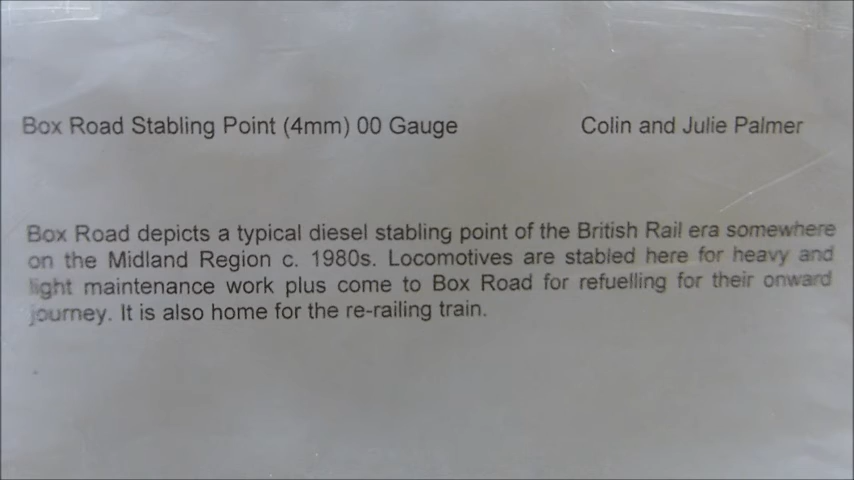 Box Road Stabling Point (4mm) 00 Gauge Colin and Julie Palmer
Box Road depicts a typical diesel stabling point of the British Rail era somewhere
on the Midland Region c. 1980s. Locomotives are stabled here for heavy and
light maintenance work plus come to Box Road for refuelling for their onward
journey. It is also home for the re-railing train.